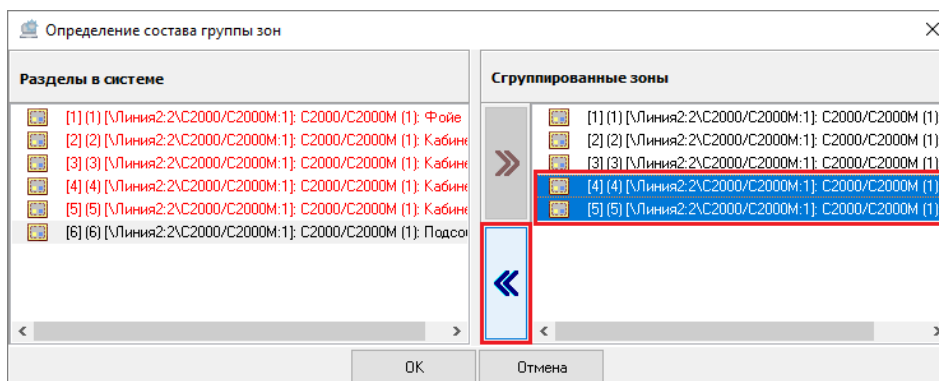 Определение состава группы зон
Разделы в системе
[1] (1) [\Линия2:2\С2000/С2000М:1]: С2000/С2000М (1): Фойе
[2] (2) [\Линия2:2\С2000/С2000М:1]: С2000/С2000М (1): Кабине
[3] (3) [\Линия2:2\С2000/С2000М:1]: С2000/С2000М (1): Кабине
[4] (4) [\Линия2:2\С2000/С2000М:1]: С2000/С2000М (1): Кабине
[5] (5) [\Линия2:2\С2000/С2000М:1]: С2000/С2000М (1): Кабине
[6] (6) [\Линия2:2\С2000/С2000М:1]: С2000/С2000М (1): Подсо
Сгруппированные зоны
[1] (1) [\Линия2:2\С2000/С2000М:1]: С2000/С2000М (1)
[2] (2) [\Линия2:2\С2000/С2000М:1]: С2000/С2000М (1)
[3] (3) [\Линия2:2\С2000/С2000М:1]: С2000/С2000М (1)
[4] (4) [\Линия2:2\С2000/С2000М:1]: С2000/С2000М (1)
[5] (5) [\Линия2:2\С2000/С2000М:1]: С2000/С2000М (1)
OK
Отмена